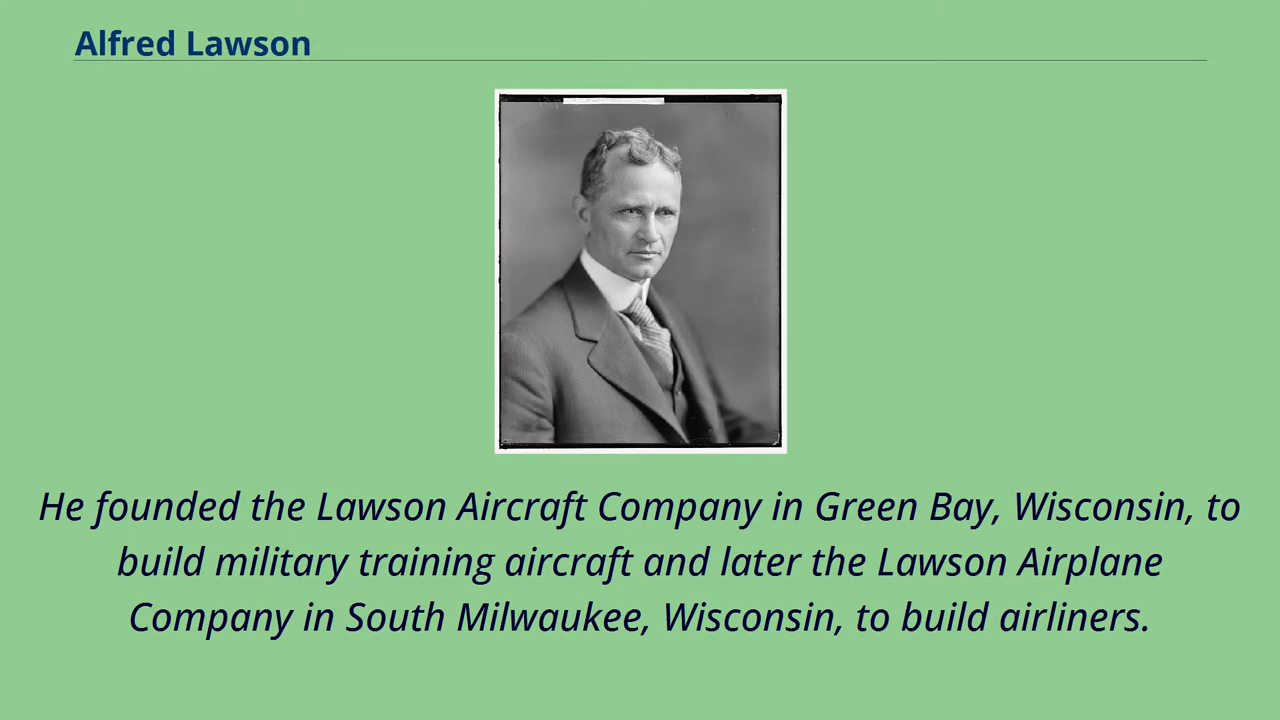 Alfred Lawson
He founded the Lawson Aircraft Company in Green Bay, Wisconsin, to
build military training aircraft and later the Lawson Airplane
Company in South Milwaukee, Wisconsin, to build airliners.